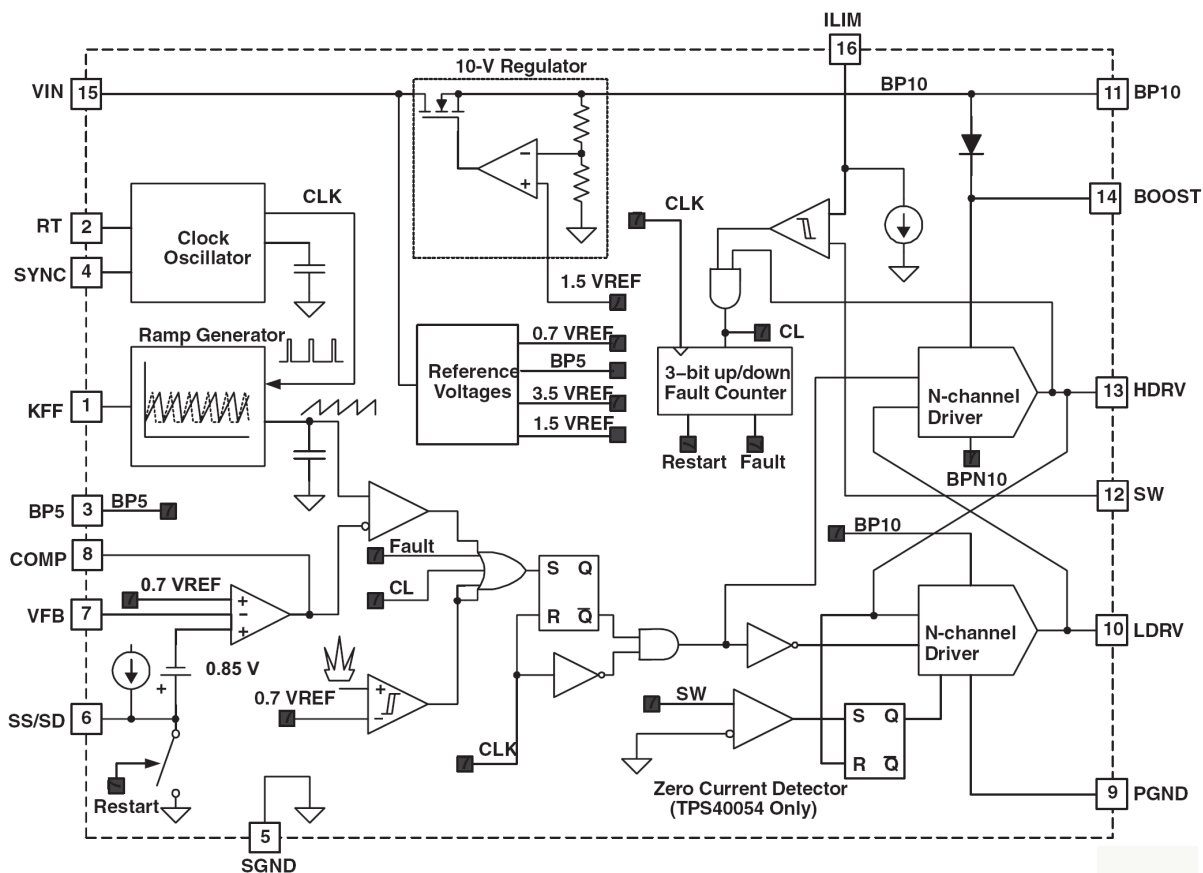 ILIM
16
10-V Regulator
VIN
15
BP10
11
BP10
CLK
14
BOOST
RT
2
Clock
Oscillator
CLK
SYNC
4
1.5 VREF
Ramp Generator
0.7 VREF
CL
BP5
Reference
Voltages
3-bit up/down
Fault Counter
N-channel
Driver
13
HDRV
KFF
1
3.5 VREF
1.5 VREF
Restart
Fault
BPN10
BP5
3
BP5
12
SW
BP10
COMP
8
Fault
0.7 VREF
CL
S
Q
VFB
7
+
−
+
R
Q̅
N-channel
Driver
10
LDRV
0.85 V
+
0.7 VREF
+
−
SW
SS/SD
6
S
Q
CLK
R
Q̅
Restart
Zero Current Detector
(TPS40054 Only)
9
PGND
5
SGND
−
+